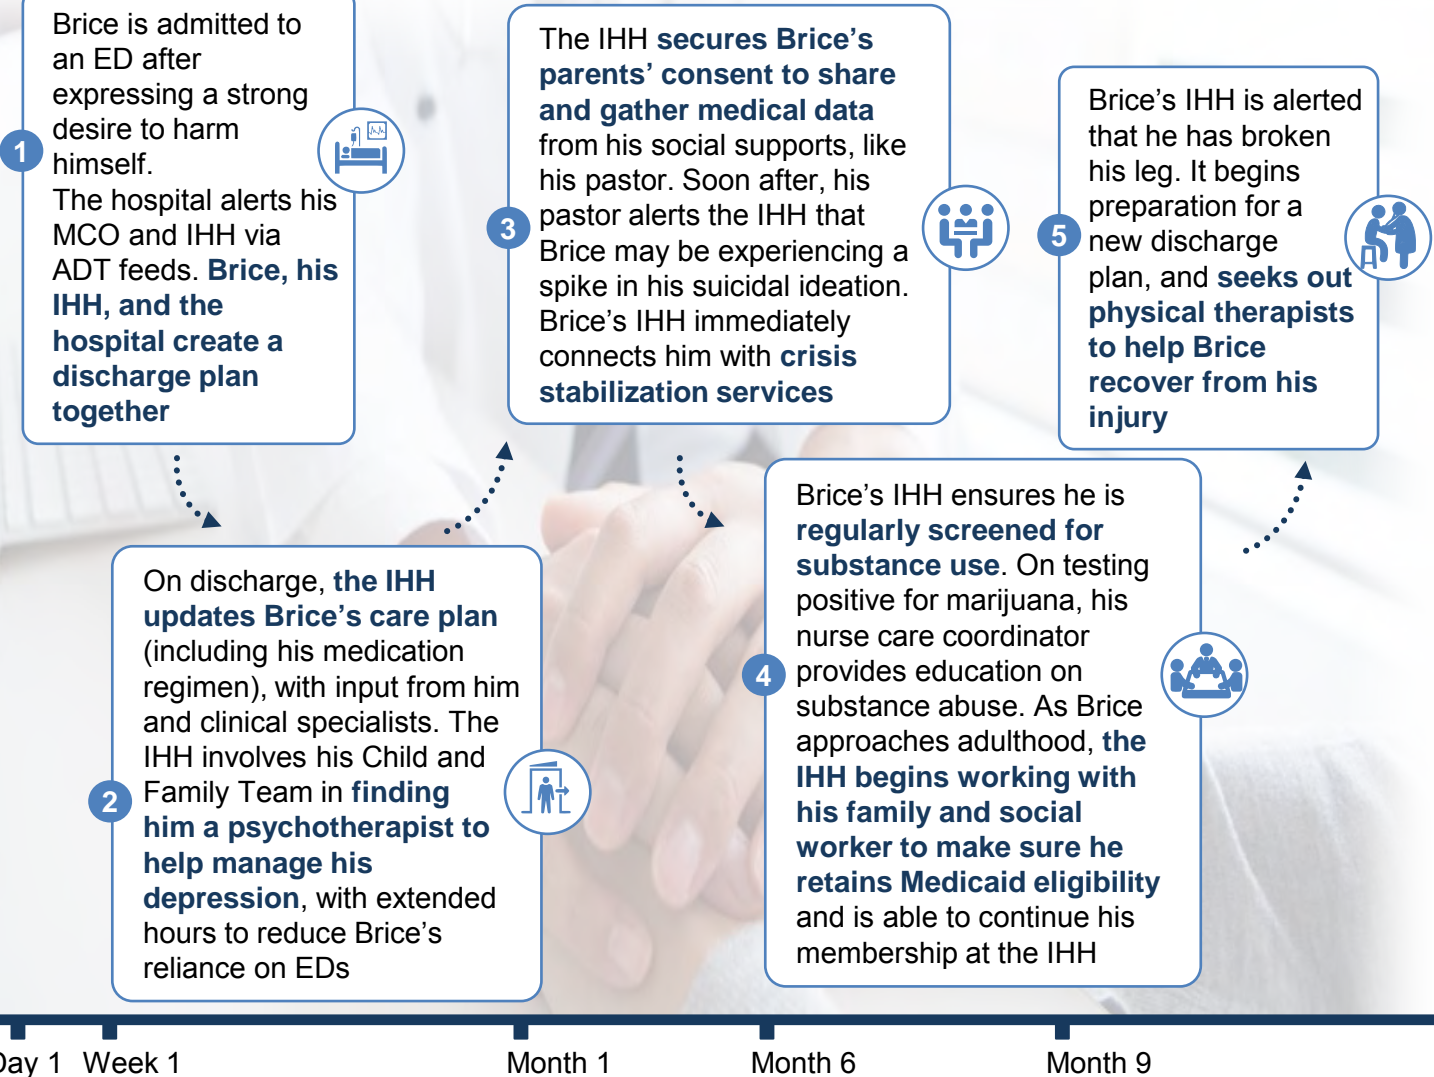 1
Brice is admitted to
an ED after
expressing a strong
desire to harm
himself.
The hospital alerts his
MCO and IHH via
ADT feeds. Brice, his
IHH, and the
hospital create a
discharge plan
together
2
On discharge, the IHH
updates Brice's care plan
(including his medication
regimen), with input from him
and clinical specialists. The
IHH involves his Child and
Family Team in finding
him a psychotherapist to
help manage his
depression, with extended
hours to reduce Brice's
reliance on EDs
3
The IHH secures Brice's
parents' consent to share
and gather medical data
from his social supports, like
his pastor. Soon after, his
pastor alerts the IHH that
Brice may be experiencing a
spike in his suicidal ideation.
Brice's IHH immediately
connects him with crisis
stabilization services
4
Brice's IHH ensures he is
regularly screened for
substance use. On testing
positive for marijuana, his
nurse care coordinator
provides education on
substance abuse. As Brice
approaches adulthood, the
IHH begins working with
his family and social
worker to make sure he
retains Medicaid eligibility
and is able to continue his
membership at the IHH
5
Brice's IHH is alerted
that he has broken
his leg. It begins
preparation for a
new discharge
plan, and seeks out
physical therapists
to help Brice
recover from his
injury
Day 1
Week 1
Month 1
Month 6
Month 9